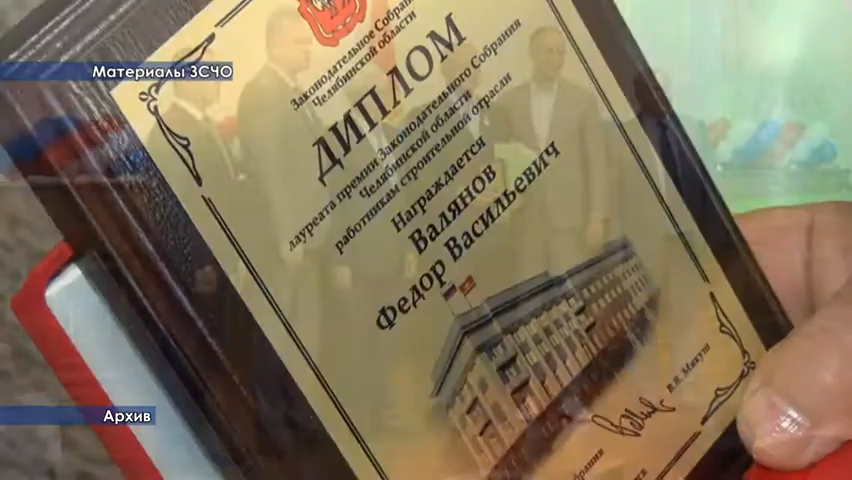 Материалы ЗСЧО
Законодательное Собрание
Челябинской области
ДИПЛОМ
лауреата премии Законодательного Собрания
Челябинской области
работникам строительной отрасли
Награждается
Валянов
Федор Васильевич
В.В. Мякуш
Архив